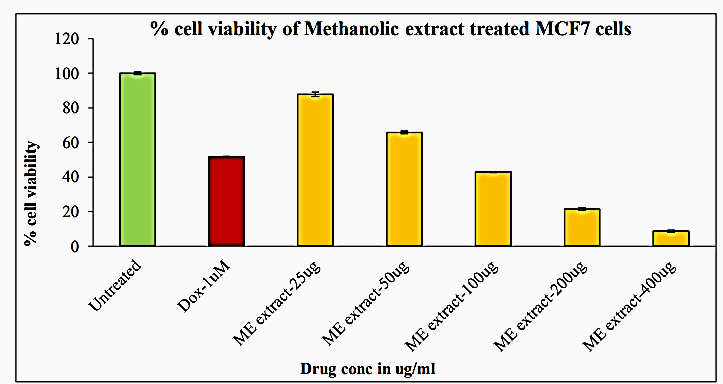 % cell viability of Methanolic extract treated MCF7 cells
120
100
80
60
40
20
0
% cell viability
Untreated
Dox-1uM
ME extract-25ug
ME extract-50ug
ME extract-100ug
ME extract-200ug
ME extract-400ug
Drug conc in ug/ml